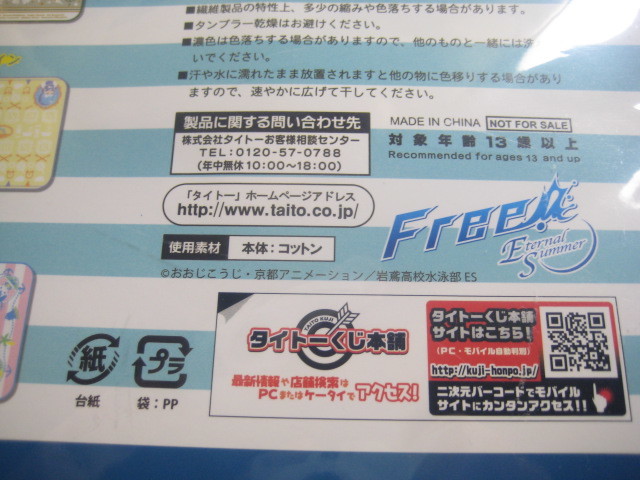 ■繊維製品の特性上、多少の縮みや色落ちする場合があります。
■タンブラー乾燥はお避けください。
■濃色は色落ちする場合がありますので、他のものと一緒には洗
いでください。
■汗や水に濡れたまま放置されますと他の物に色移りする場合があり
ますので、速やかに広げて干してください。
製品に関する問い合わせ先
株式会社タイトーお客様相談センター
TEL:0120-57-0788
(年中無休10:00~18:00)
MADE IN CHINA NOT FOR SALE
対象年齢13歳以上
Recommended for ages 13 and up
「タイトー」ホームページアドレス
http://www.taito.co.jp/
Free!
Eternal Summer
使用素材 本体:コットン
©おおじこうじ・京都アニメーション/岩鳶高校水泳部ES
TAITO KUJI
タイトーくじ本舗
最新情報や店舗検索は
PCまたはケータイでアクセス!
タイトーくじ本舗
サイトはこちら!
(PC・モバイル自動判別)
http://kuji-honpo.jp/
二次元バーコードでモバイル
サイトにカンタンアクセス!!
紙 プラ
台紙 袋:PP